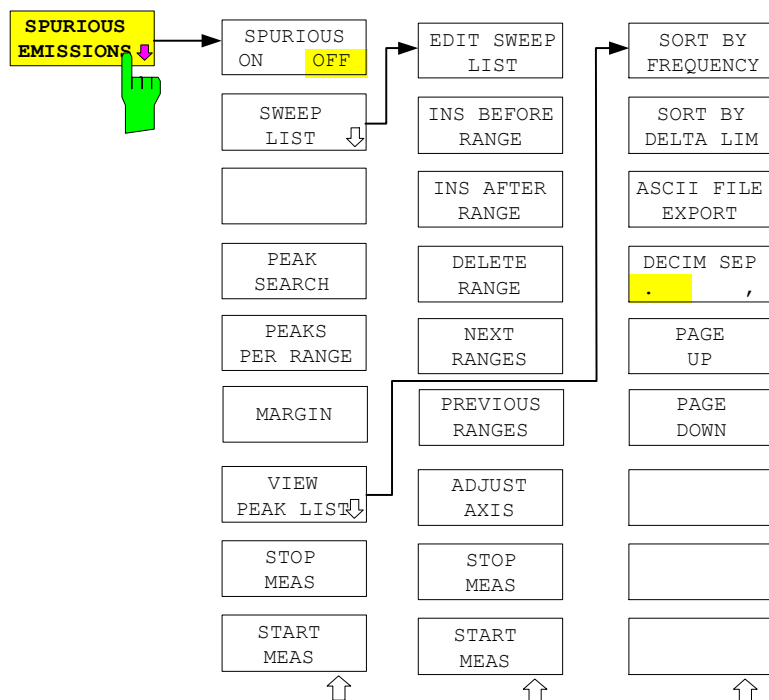 SPURIOUS
EMISSIONS
SPURIOUS
ON OFF
SWEEP
LIST
PEAK
SEARCH
PEAKS
PER RANGE
MARGIN
VIEW
PEAK LIST
STOP
MEAS
START
MEAS
EDIT SWEEP
LIST
INS BEFORE
RANGE
INS AFTER
RANGE
DELETE
RANGE
NEXT
RANGES
PREVIOUS
RANGES
ADJUST
AXIS
STOP
MEAS
START
MEAS
SORT BY
FREQUENCY
SORT BY
DELTA LIM
ASCII FILE
EXPORT
DECIM SEP
. ,
PAGE
UP
PAGE
DOWN